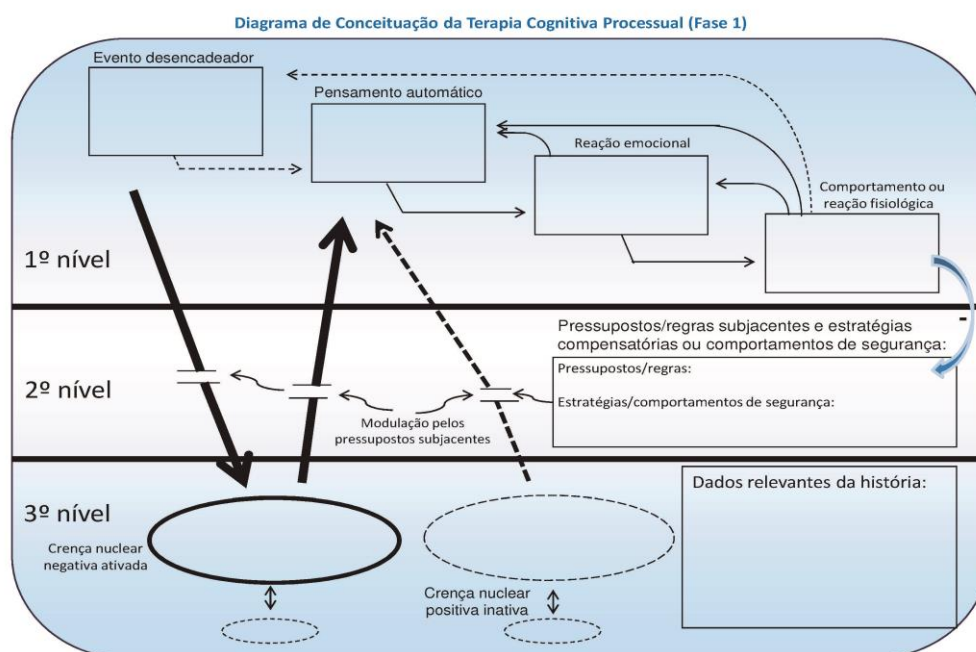 Diagrama de Conceituação da Terapia Cognitiva Processual (Fase 1)
Evento desencadeador
Pensamento automático
Reação emocional
Comportamento ou
reação fisiológica
1º nível
Pressupostos/regras subjacentes e estratégias
compensatórias ou comportamentos de segurança:
Pressupostos/regras:
Estratégias/comportamentos de segurança:
2º nível
Modulação pelos
pressupostos subjacentes
Dados relevantes da história:
3º nível
Crença nuclear
negativa ativada
Crença nuclear
positiva inativa